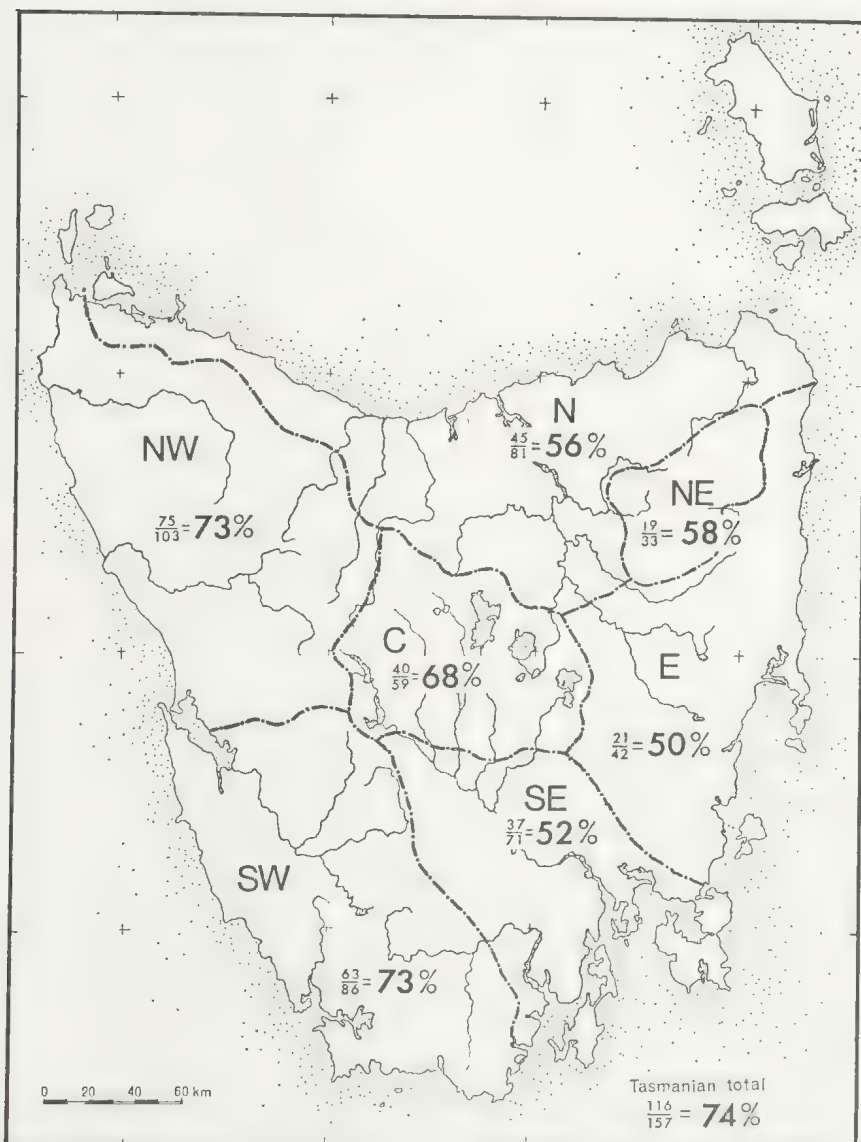 N
45/81 = 56%
NW
75/103 = 73%
NE
19/33 = 58%
C
40/59 = 68%
E
21/42 = 50%
SE
37/71 = 52%
SW
63/86 = 73%
0 20 40 60 km
Tasmanian total
116/157 = 74%